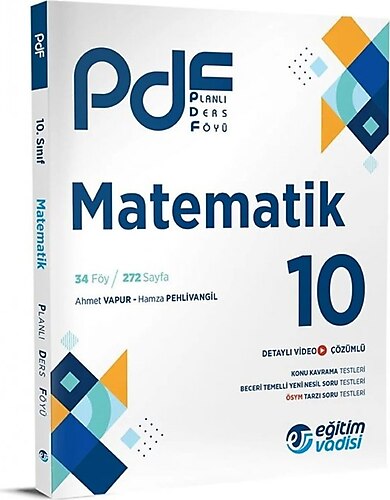 PdF
10. Sınıf
Matematik
PLANLI DERS FÖYÜ
PdF
PLANLI
DERS
FÖYÜ
Matematik
34 Föy / 272 Sayfa
Ahmet VAPUR - Hamza PEHLİVANGİL
10
DETAYLI VİDEO ÇÖZÜMLÜ
KONU KAVRAMA TESTLERİ
BECERİ TEMELLİ YENİ NESİL SORU TESTLERİ
ÖSYM TARZI SORU TESTLERİ
eğitim
vadisi